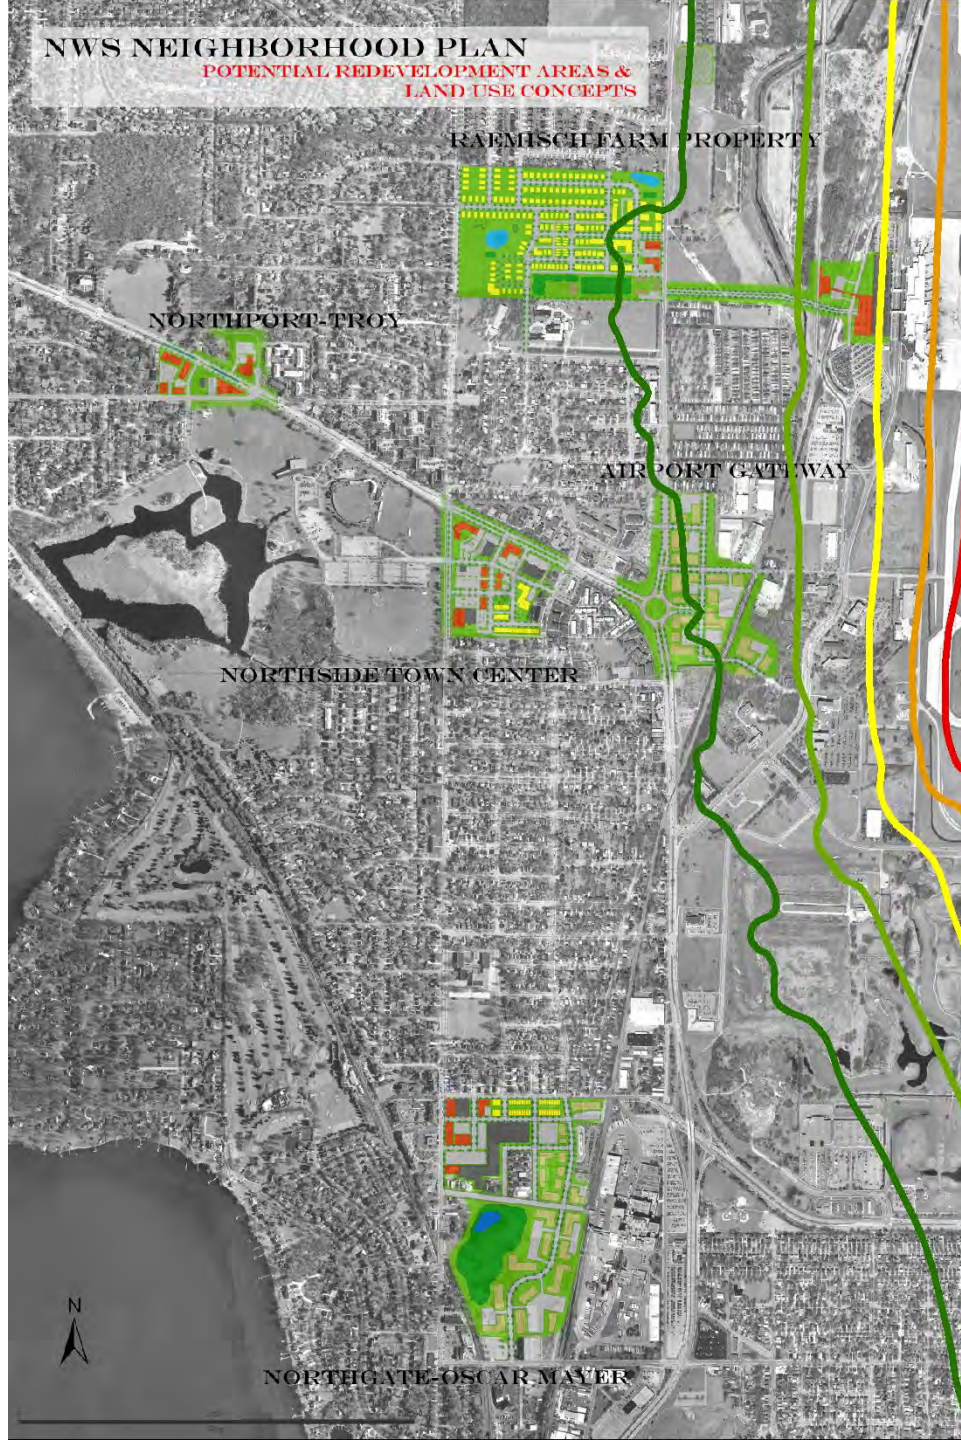 NWS NEIGHBORHOOD PLAN
POTENTIAL REDEVELOPMENT AREAS &
LAND USE CONCEPTS
RAEMISCH FARM PROPERTY
NORTHPORT-TROY
AIRPORT GATEWAY
NORTHSIDE TOWN CENTER
N
NORTHGATE-OSCAR MAYER